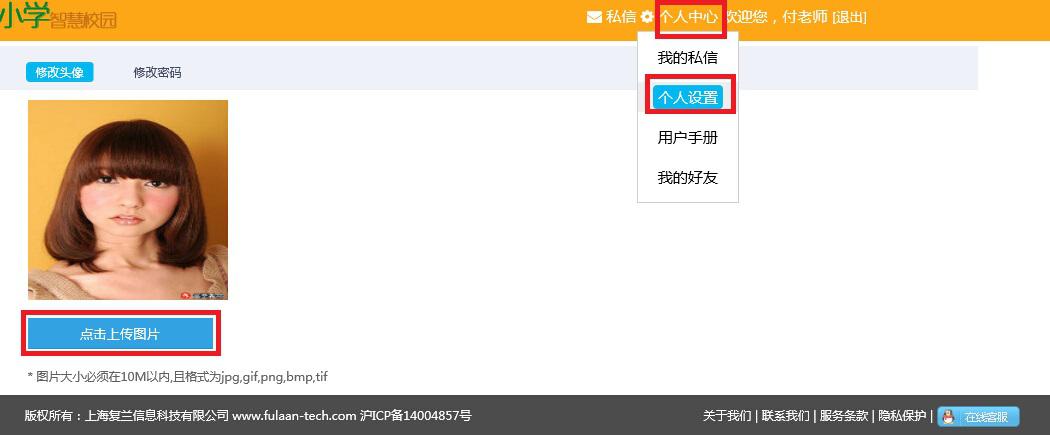 小学智慧校园 私信 个人中心 欢迎您，付老师 [退出]
我的私信
修改头像 修改密码
个人设置
用户手册
我的好友
点击上传图片
* 图片大小必须在10M以内,且格式为jpg,gif,png,bmp,tif
版权所有：上海复兰信息科技有限公司 www.fulaan-tech.com 沪ICP备14004857号 关于我们 | 联系我们 | 服务条款 | 隐私保护 | 在线客服